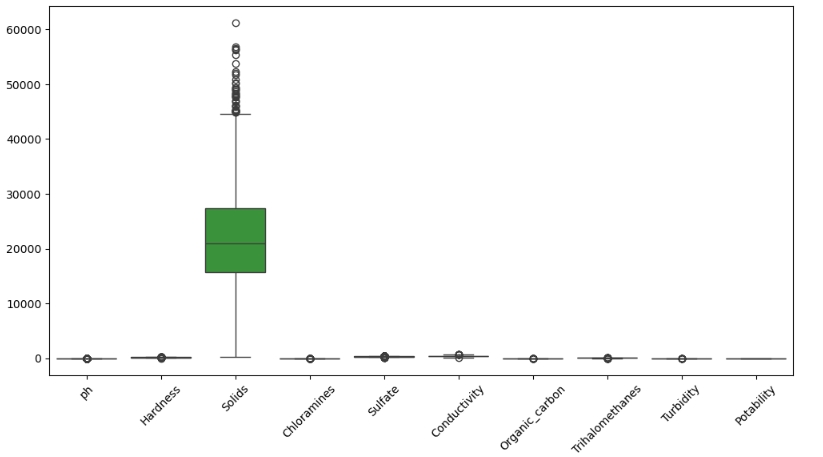 60000
50000
40000
30000
20000
10000
0
ph
Hardness
Solids
Chloramines
Sulfate
Conductivity
Organic_carbon
Trihalomethanes
Turbidity
Potability